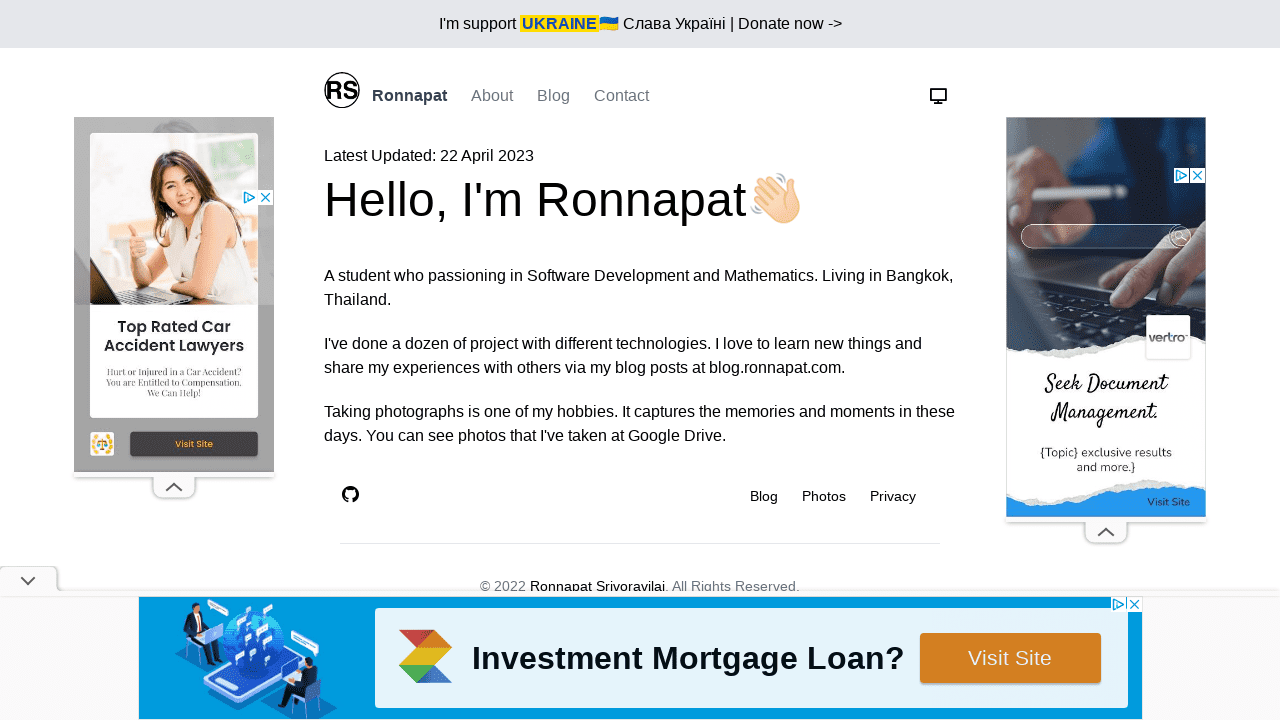 I'm support UKRAINE🇺🇦 Слава Україні | Donate now ->
RS
Ronnapat
About
Blog
Contact
Latest Updated: 22 April 2023
Hello, I'm Ronnapat👋🏻
A student who passioning in Software Development and Mathematics. Living in Bangkok,
Thailand.
I've done a dozen of project with different technologies. I love to learn new things and
share my experiences with others via my blog posts at blog.ronnapat.com.
Taking photographs is one of my hobbies. It captures the memories and moments in these
days. You can see photos that I've taken at Google Drive.
Blog
Photos
Privacy
© 2022 Ronnapat Srivoravilai. All Rights Reserved.
Top Rated Car
Accident Lawyers
Hurt or Injured in a Car Accident?
You are Entitled to Compensation.
We Can Help!
Visit Site
vertro
Seek Document
Management.
{Topic} exclusive results
and more.}
Visit Site
Investment Mortgage Loan?
Visit Site